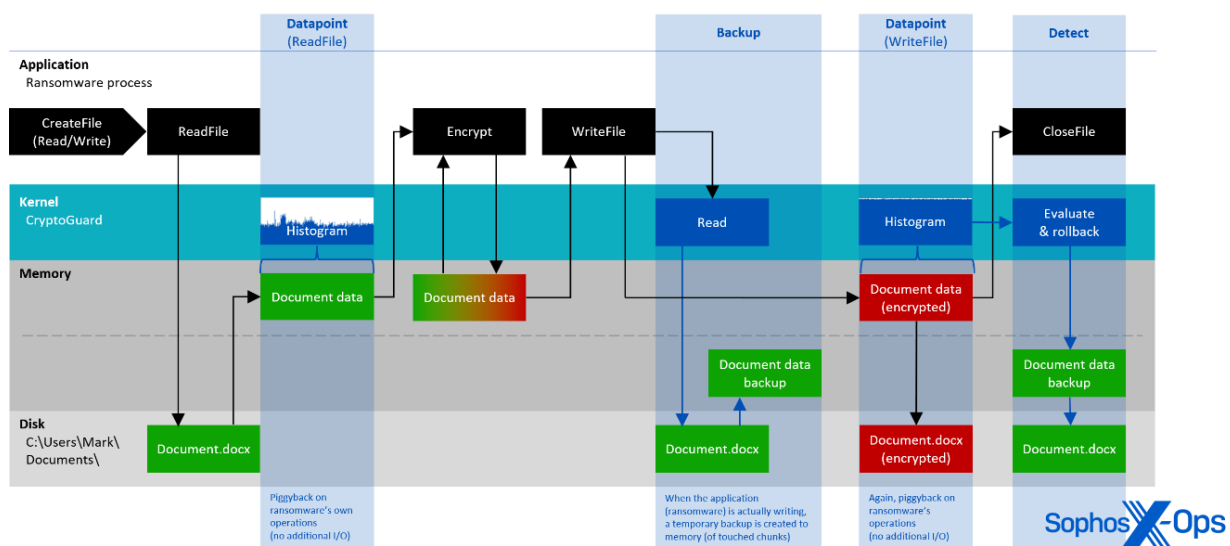 Datapoint
(ReadFile)
Backup
Datapoint
(WriteFile)
Detect
Application
Ransomware process
CreateFile
(Read/Write)
ReadFile
Encrypt
WriteFile
CloseFile
Kernel
CryptoGuard
Histogram
Read
Histogram
Evaluate
& rollback
Memory
Document data
Document data
Document data
(encrypted)
Document data
backup
Document data
backup
Disk
C:\Users\Mark\
Documents\
Document.docx
Document.docx
Document.docx
(encrypted)
Document.docx
Piggyback on
ransomware's own
operations
(no additional I/O)
When the application
(ransomware) is actually writing,
a temporary backup is created to
memory (of touched chunks)
Again, piggyback on
ransomware's
operations
(no additional I/O)
Sophos X-Ops